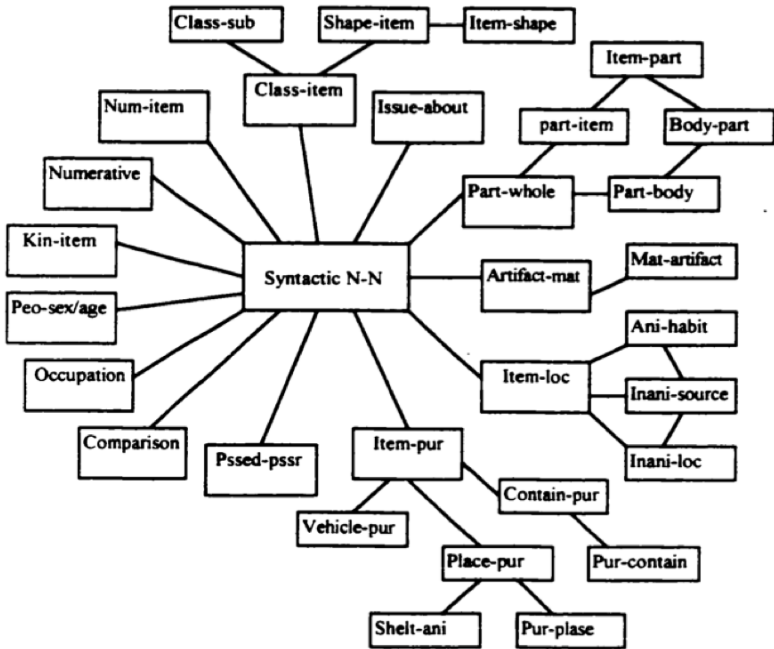 Class-sub
Shape-item
Item-shape
Item-part
Class-item
Num-item
Issue-about
part-item
Body-part
Numerative
Part-whole
Part-body
Kin-item
Syntactic N-N
Artifact-mat
Mat-artifact
Peo-sex/age
Ani-habit
Occupation
Item-loc
Inani-source
Comparison
Pssed-pssr
Item-pur
Inani-loc
Contain-pur
Vehicle-pur
Place-pur
Pur-contain
Shelt-ani
Pur-plase